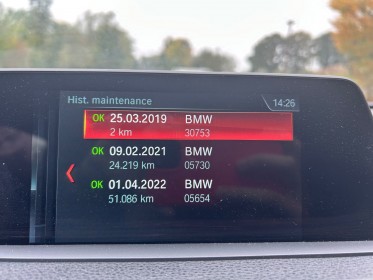 Hist. maintenance 14:26
OK 25.03.2019 BMW
2 km 30753
OK 09.02.2021 BMW
24.219 km 05730
OK 01.04.2022 BMW
51.086 km 05654